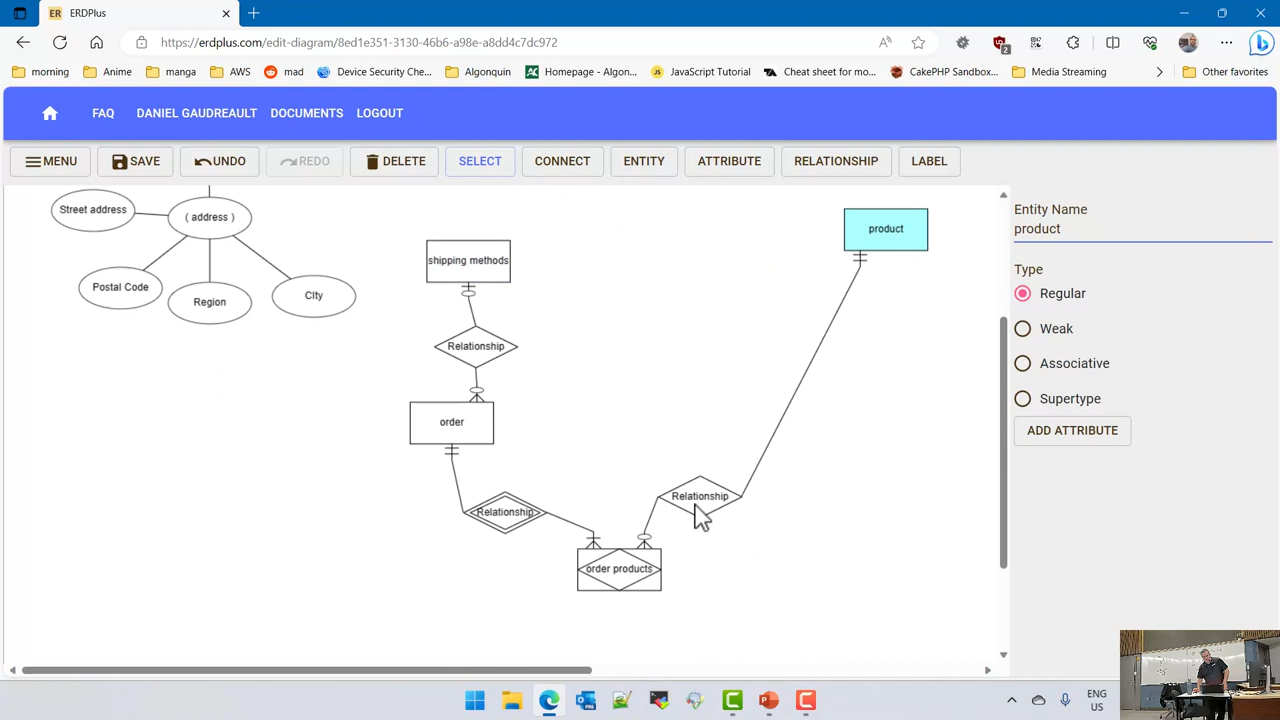 ERDPlus
https://erdplus.com/edit-diagram/8ed1e351-3130-46b6-a98e-a8dd4c7dc972
2
morning
Anime
manga
AWS
mad
Device Security Che...
Algonquin
Homepage - Algon...
JavaScript Tutorial
Cheat sheet for mo...
CakePHP Sandbox...
Media Streaming
Other favorites
FAQ
DANIEL GAUDREAULT
DOCUMENTS
LOGOUT
MENU
SAVE
UNDO
REDO
DELETE
SELECT
CONNECT
ENTITY
ATTRIBUTE
RELATIONSHIP
LABEL
Street address
( address )
Postal Code
Region
CIty
shipping methods
Relationship
order
Relationship
order products
Relationship
product
Entity Name
product
Type
Regular
Weak
Associative
Supertype
ADD ATTRIBUTE
ENG
US